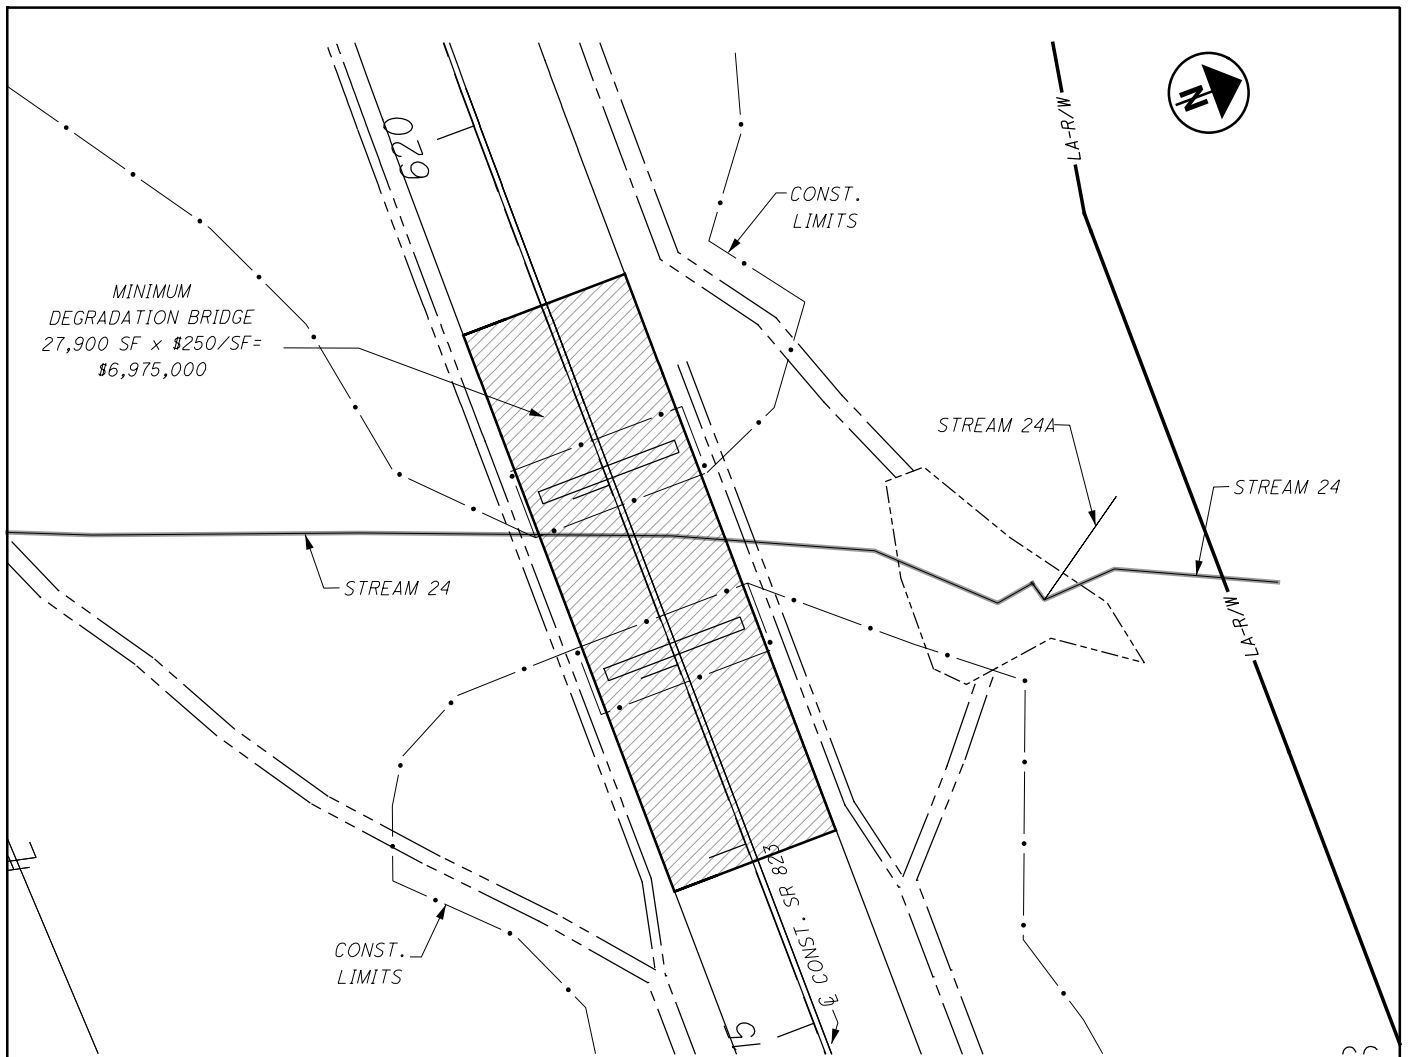 LA-R/W
N
620
CONST.
LIMITS
MINIMUM
DEGRADATION BRIDGE
27,900 SF x $250/SF=
$6,975,000
STREAM 24A
STREAM 24
STREAM 24
LA-R/W
CONST.
LIMITS
℄ CONST. SR 823